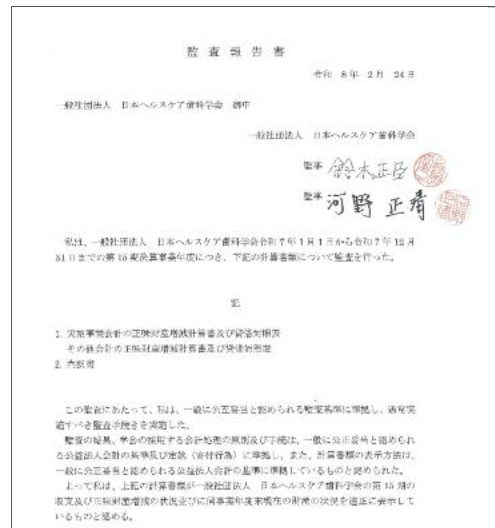 監査報告書
令和 8年 2月 24日
一般社団法人 日本ヘルスケア歯科学会 御中
一般社団法人 日本ヘルスケア歯科学会
監事 鈴木正臣
監事 河野正清
私は、一般社団法人 日本ヘルスケア歯科学会令和7年1月1日から令和7年12月
31日までの第15期決算事業年度につき、下記の計算書類について監査を行った。
記
1. 実施事業会計の正味財産増減計算書及び貸借対照表
その他会計の正味財産増減計算書及び貸借対照表
2. 内訳書
この監査にあたって、私は、一般に公正妥当と認められる監査基準に準拠し、通常実
施すべき監査手続きを実施した。
監査の結果、学会の採用する会計処理の原則及び手続は、一般に公正妥当と認められ
る公益法人会計の基準及び定款（寄付行為）に準拠し、また、計算書類の表示方法は、
一般に公正妥当と認められる公益法人会計の基準に準拠しているものと認められた。
よって私は、上記の計算書類が一般社団法人 日本ヘルスケア歯科学会の第15期の
収支及び正味財産増減の状況並びに同事業年度末現在の財政の状況を適正に表示して
いるものと認める。